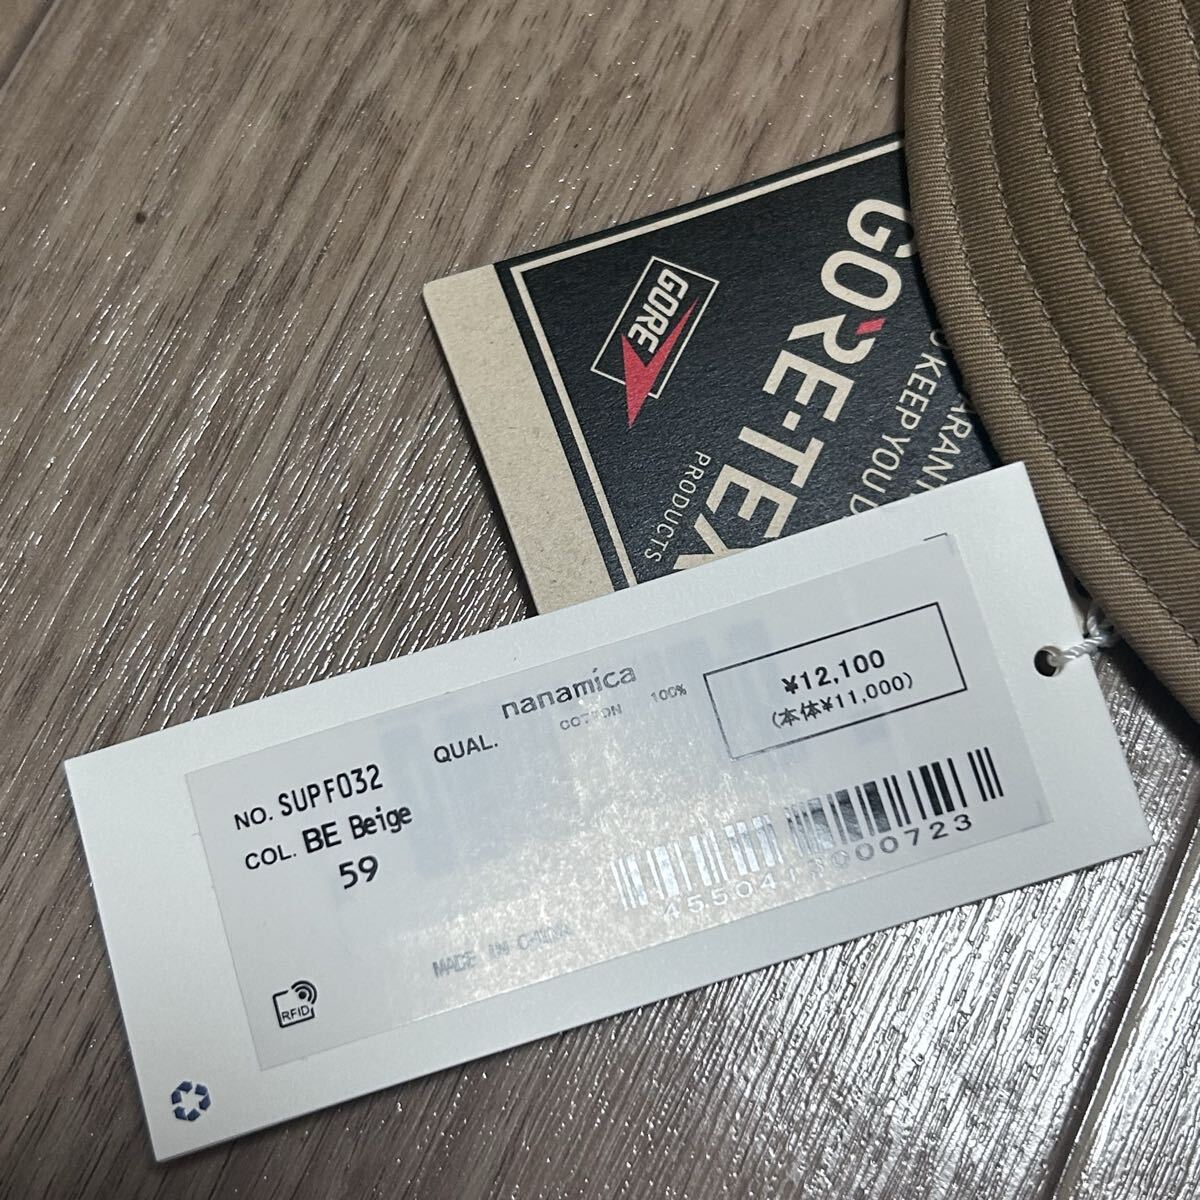 GORE
GORE-TEX
PRODUCTS
KEEP YOU D
nanamica
QUAL. COTTON 100%
¥12,100
(本体¥11,000)
NO. SUPF032
COL. BE Beige
59
MADE IN CHINA
RFID